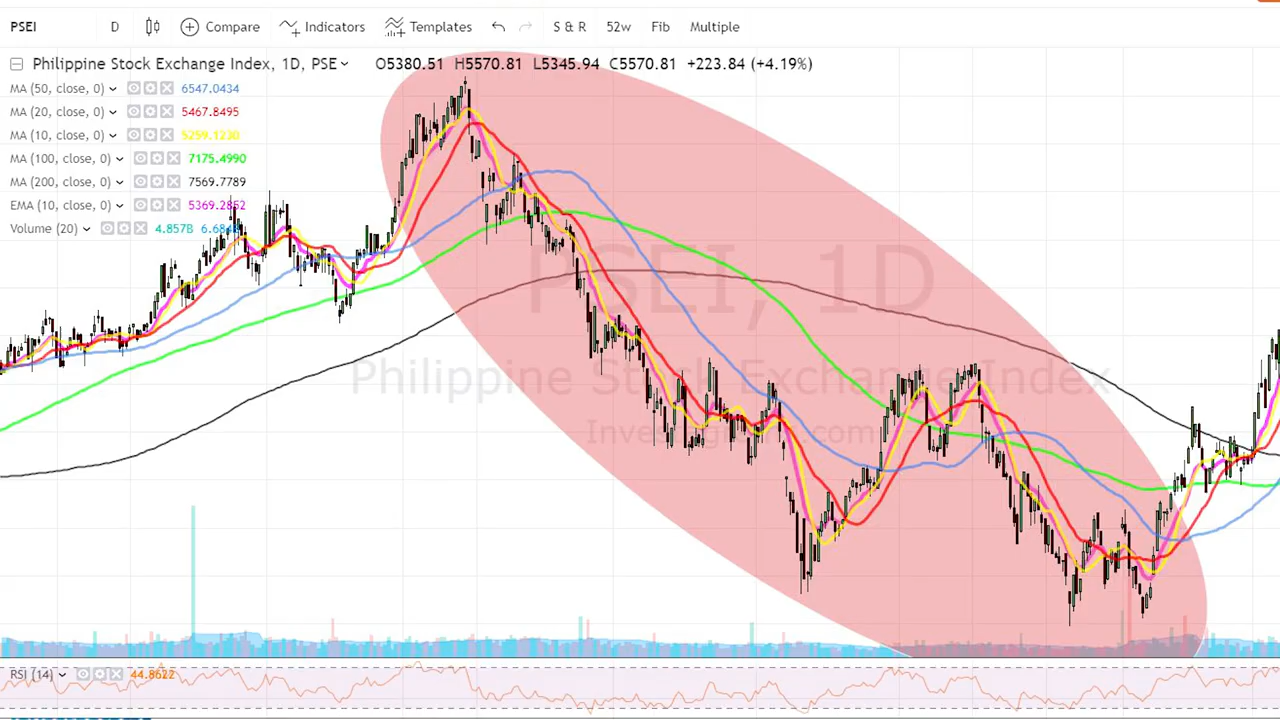 PSEI D Compare Indicators Templates S & R 52w Fib Multiple
Philippine Stock Exchange Index, 1D, PSE O5380.51 H5570.81 L5345.94 C5570.81 +223.84 (+4.19%)
MA (50, close, 0) 6547.0434
MA (20, close, 0) 5467.8495
MA (10, close, 0) 5259.1230
MA (100, close, 0) 7175.4990
MA (200, close, 0) 7569.7789
EMA (10, close, 0) 5369.2852
Volume (20) 4.857B
PSEI, 1D
Philippine Stock Exchange Index
RSI (14) 44.8622